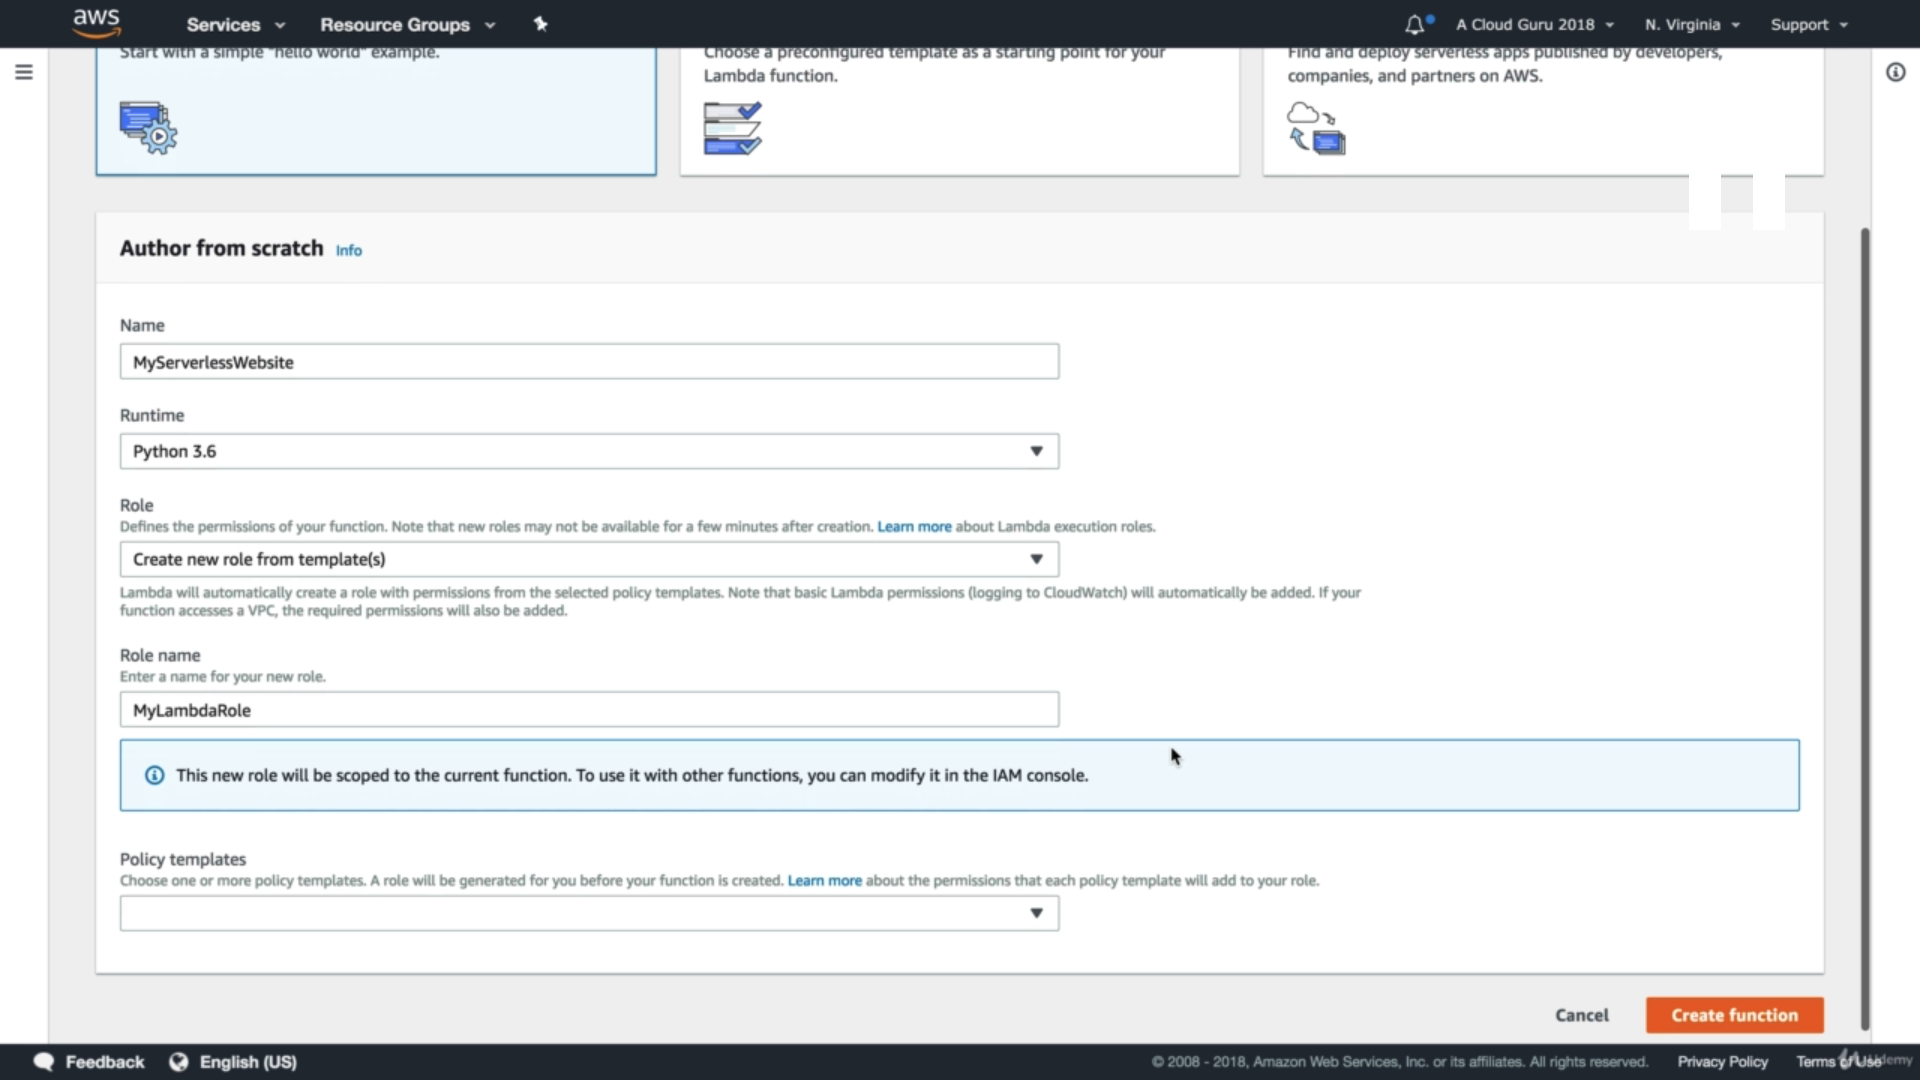 aws Services Resource Groups A Cloud Guru 2018 N. Virginia Support
Start with a simple "hello world" example.
Choose a preconfigured template as a starting point for your
Lambda function.
Find and deploy serverless apps published by developers,
companies, and partners on AWS.
Author from scratch Info
Name
MyServerlessWebsite
Runtime
Python 3.6
Role
Defines the permissions of your function. Note that new roles may not be available for a few minutes after creation. Learn more about Lambda execution roles.
Create new role from template(s)
Lambda will automatically create a role with permissions from the selected policy templates. Note that basic Lambda permissions (logging to CloudWatch) will automatically be added. If your
function accesses a VPC, the required permissions will also be added.
Role name
Enter a name for your new role.
MyLambdaRole
This new role will be scoped to the current function. To use it with other functions, you can modify it in the IAM console.
Policy templates
Choose one or more policy templates. A role will be generated for you before your function is created. Learn more about the permissions that each policy template will add to your role.
Cancel Create function
Feedback English (US) © 2008 - 2018, Amazon Web Services, Inc. or its affiliates. All rights reserved. Privacy Policy Terms of Use